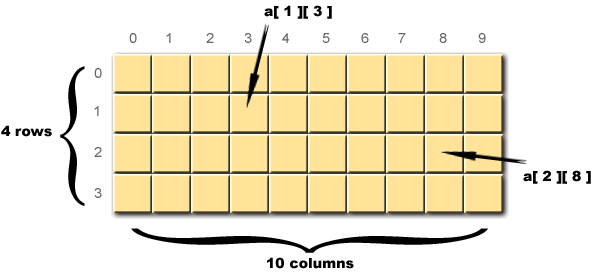 a[ 1 ][ 3 ]
0 1 2 3 4 5 6 7 8 9
0
1
4 rows
2
a[ 2 ][ 8 ]
3
10 columns